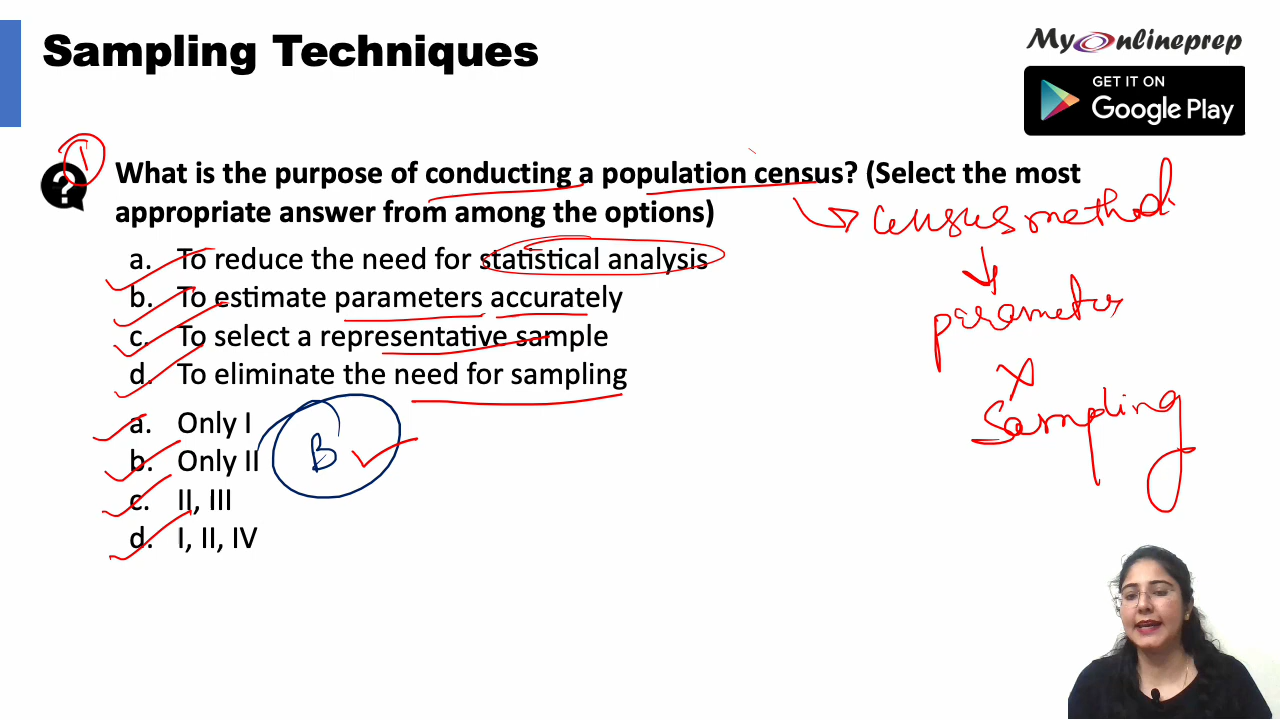 Sampling Techniques
Myonlineprep
GET IT ON
Google Play
1
What is the purpose of conducting a population census? (Select the most
appropriate answer from among the options)
a. To reduce the need for statistical analysis
b. To estimate parameters accurately
c. To select a representative sample
d. To eliminate the need for sampling
a. Only I
b. Only II
c. II, III
d. I, II, IV
B
census method
parameter
X
Sampling